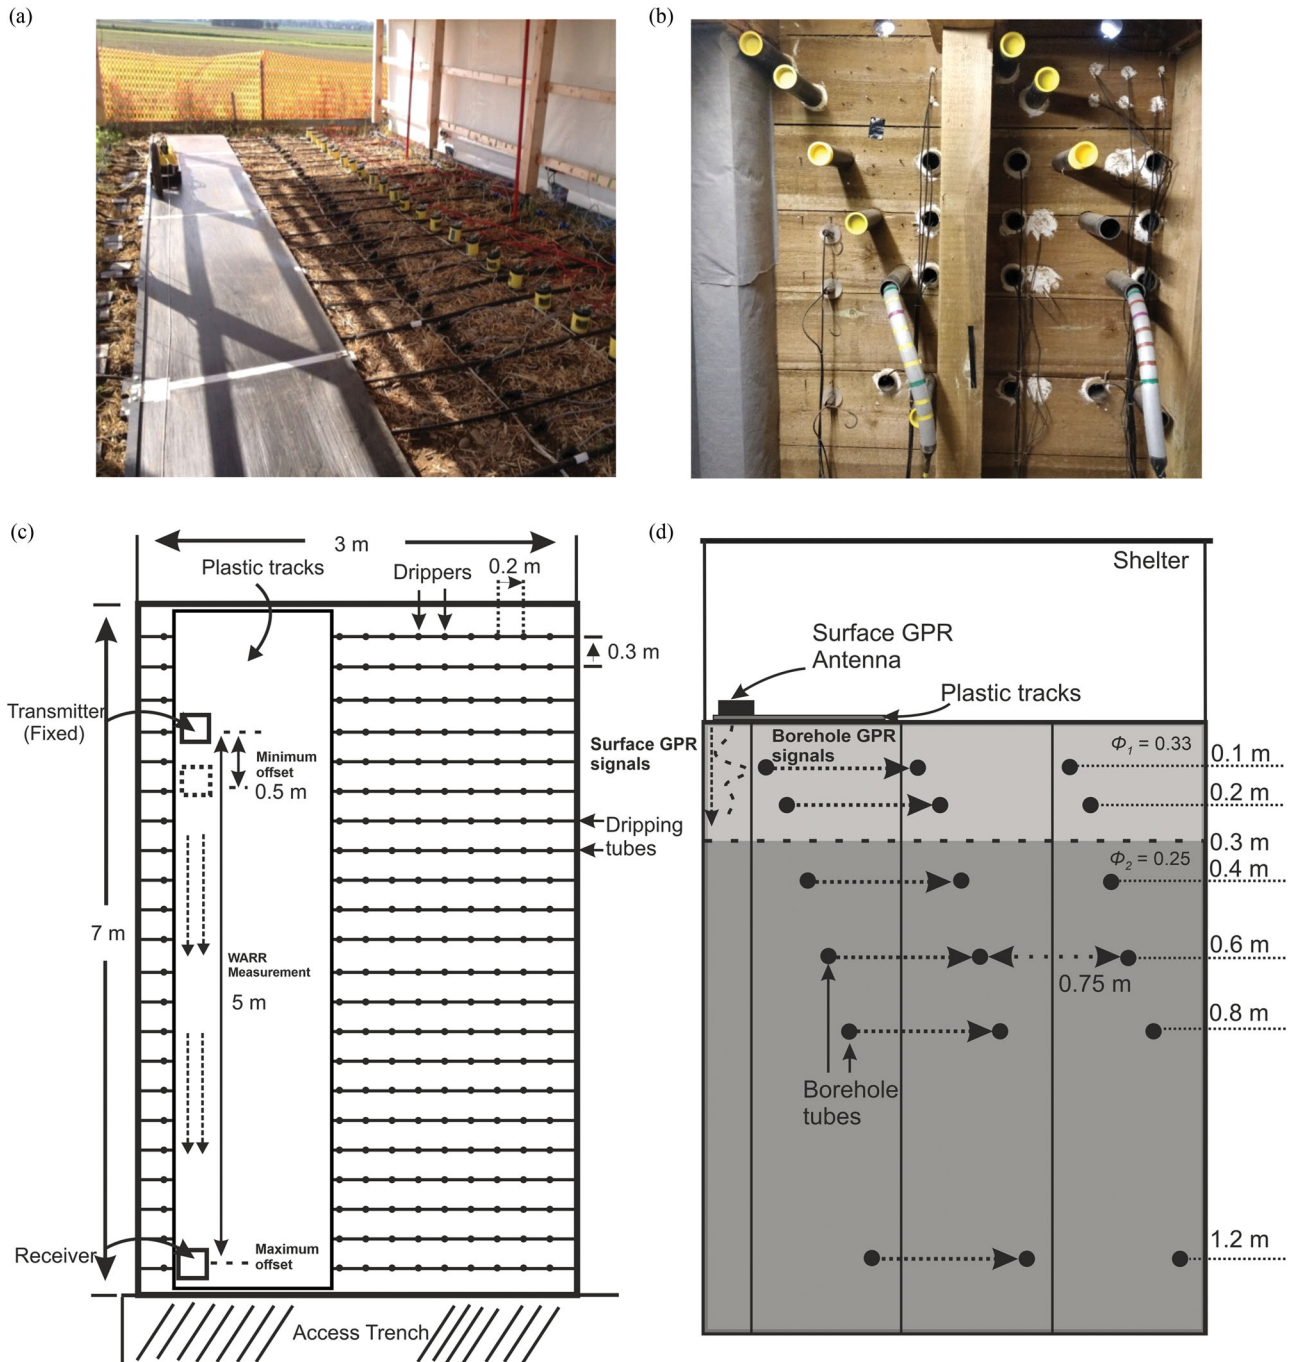 (a)
(b)
(c)
3 m
Plastic tracks
Drippers
0.2 m
0.3 m
Transmitter
(Fixed)
Minimum
offset
0.5 m
Surface GPR
signals
Dripping
tubes
7 m
WARR
Measurement
5 m
Receiver
Maximum
offset
Access Trench
(d)
Shelter
Surface GPR
Antenna
Plastic tracks
Borehole GPR
signals
Φ1 = 0.33
0.1 m
0.2 m
0.3 m
Φ2 = 0.25
0.4 m
0.6 m
0.75 m
0.8 m
Borehole
tubes
1.2 m